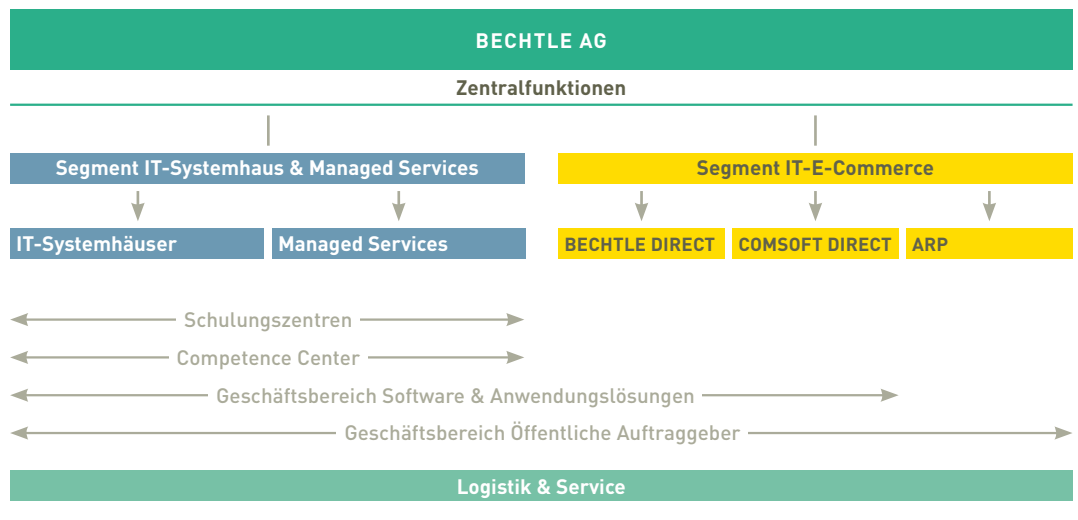 BECHTLE AG
Zentralfunktionen
Segment IT-Systemhaus & Managed Services
Segment IT-E-Commerce
IT-Systemhäuser
Managed Services
BECHTLE DIRECT
COMSOFT DIRECT
ARP
Schulungszentren
Competence Center
Geschäftsbereich Software & Anwendungslösungen
Geschäftsbereich Öffentliche Auftraggeber
Logistik & Service